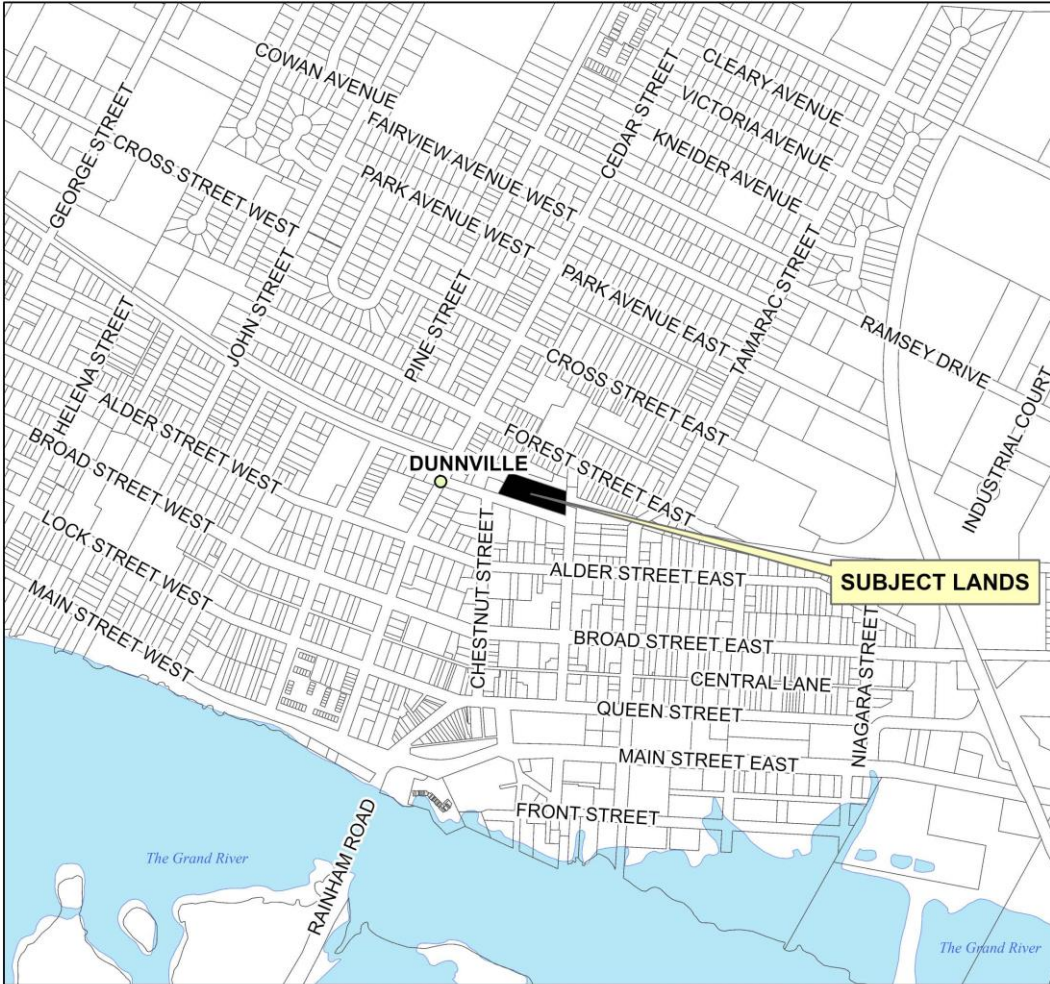 COWAN AVENUE
CLEARY AVENUE
VICTORIA AVENUE
KNEIDER AVENUE
GEORGE STREET
CROSS STREET WEST
FAIRVIEW AVENUE WEST
CEDAR STREET
PARK AVENUE WEST
PARK AVENUE EAST
TAMARAC STREET
RAMSEY DRIVE
JOHN STREET
PINE STREET
HELENA STREET
CROSS STREET EAST
INDUSTRIAL COURT
ALDER STREET WEST
BROAD STREET WEST
FOREST STREET EAST
DUNNVILLE
LOCK STREET WEST
MAIN STREET WEST
CHESTNUT STREET
ALDER STREET EAST
SUBJECT LANDS
BROAD STREET EAST
CENTRAL LANE
QUEEN STREET
NIAGARA STREET
MAIN STREET EAST
FRONT STREET
RAINHAM ROAD
The Grand River
The Grand River